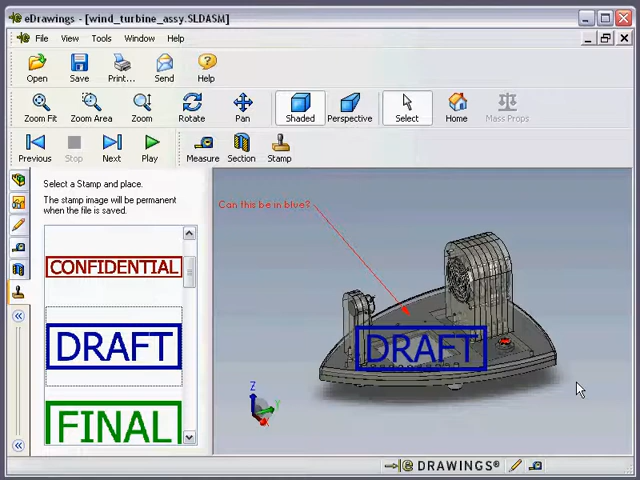 eDrawings - [wind_turbine_assy.SLDASM]
File View Tools Window Help
Open Save Print... Send Help
Zoom Fit Zoom Area Zoom Rotate Pan Shaded Perspective Select Home Mass Props
Previous Stop Next Play Measure Section Stamp
Select a Stamp and place.
The stamp image will be permanent
when the file is saved.
CONFIDENTIAL
DRAFT
FINAL
Can this be in blue?
DRAFT
Z
Y
X
DRAWINGS®